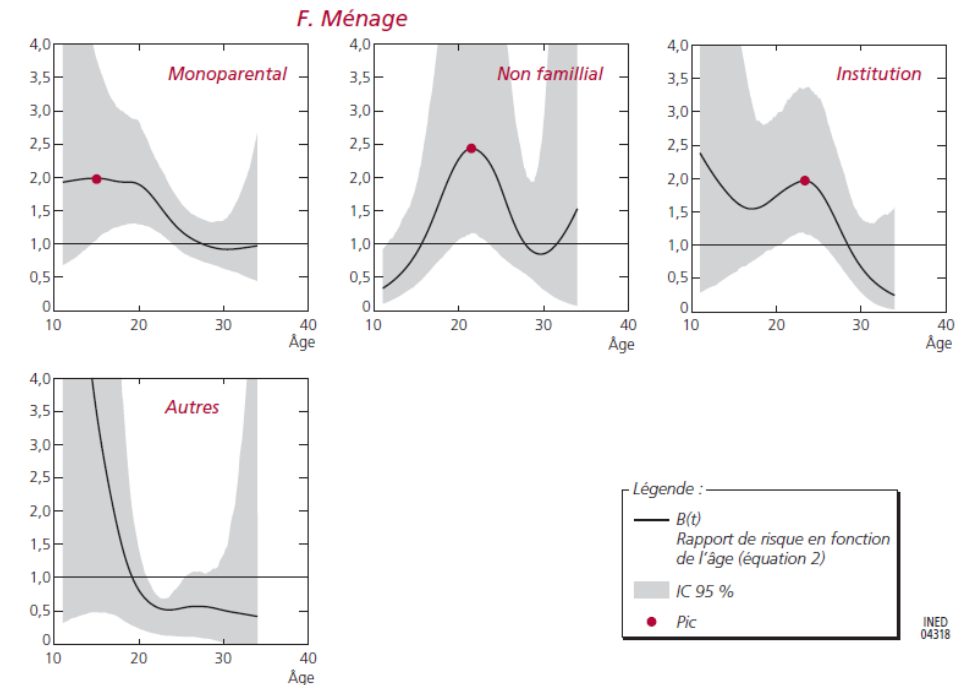 F. Ménage
Monoparental
4,0
3,5
3,0
2,5
2,0
1,5
1,0
0,5
0
10 20 30 40
Âge
Non famillial
4,0
3,5
3,0
2,5
2,0
1,5
1,0
0,5
0
10 20 30 40
Âge
Institution
4,0
3,5
3,0
2,5
2,0
1,5
1,0
0,5
0
10 20 30 40
Âge
Autres
4,0
3,5
3,0
2,5
2,0
1,5
1,0
0,5
0
10 20 30 40
Âge
Légende :
B(t)
Rapport de risque en fonction
de l'âge (équation 2)
IC 95 %
Pic
INED
04318